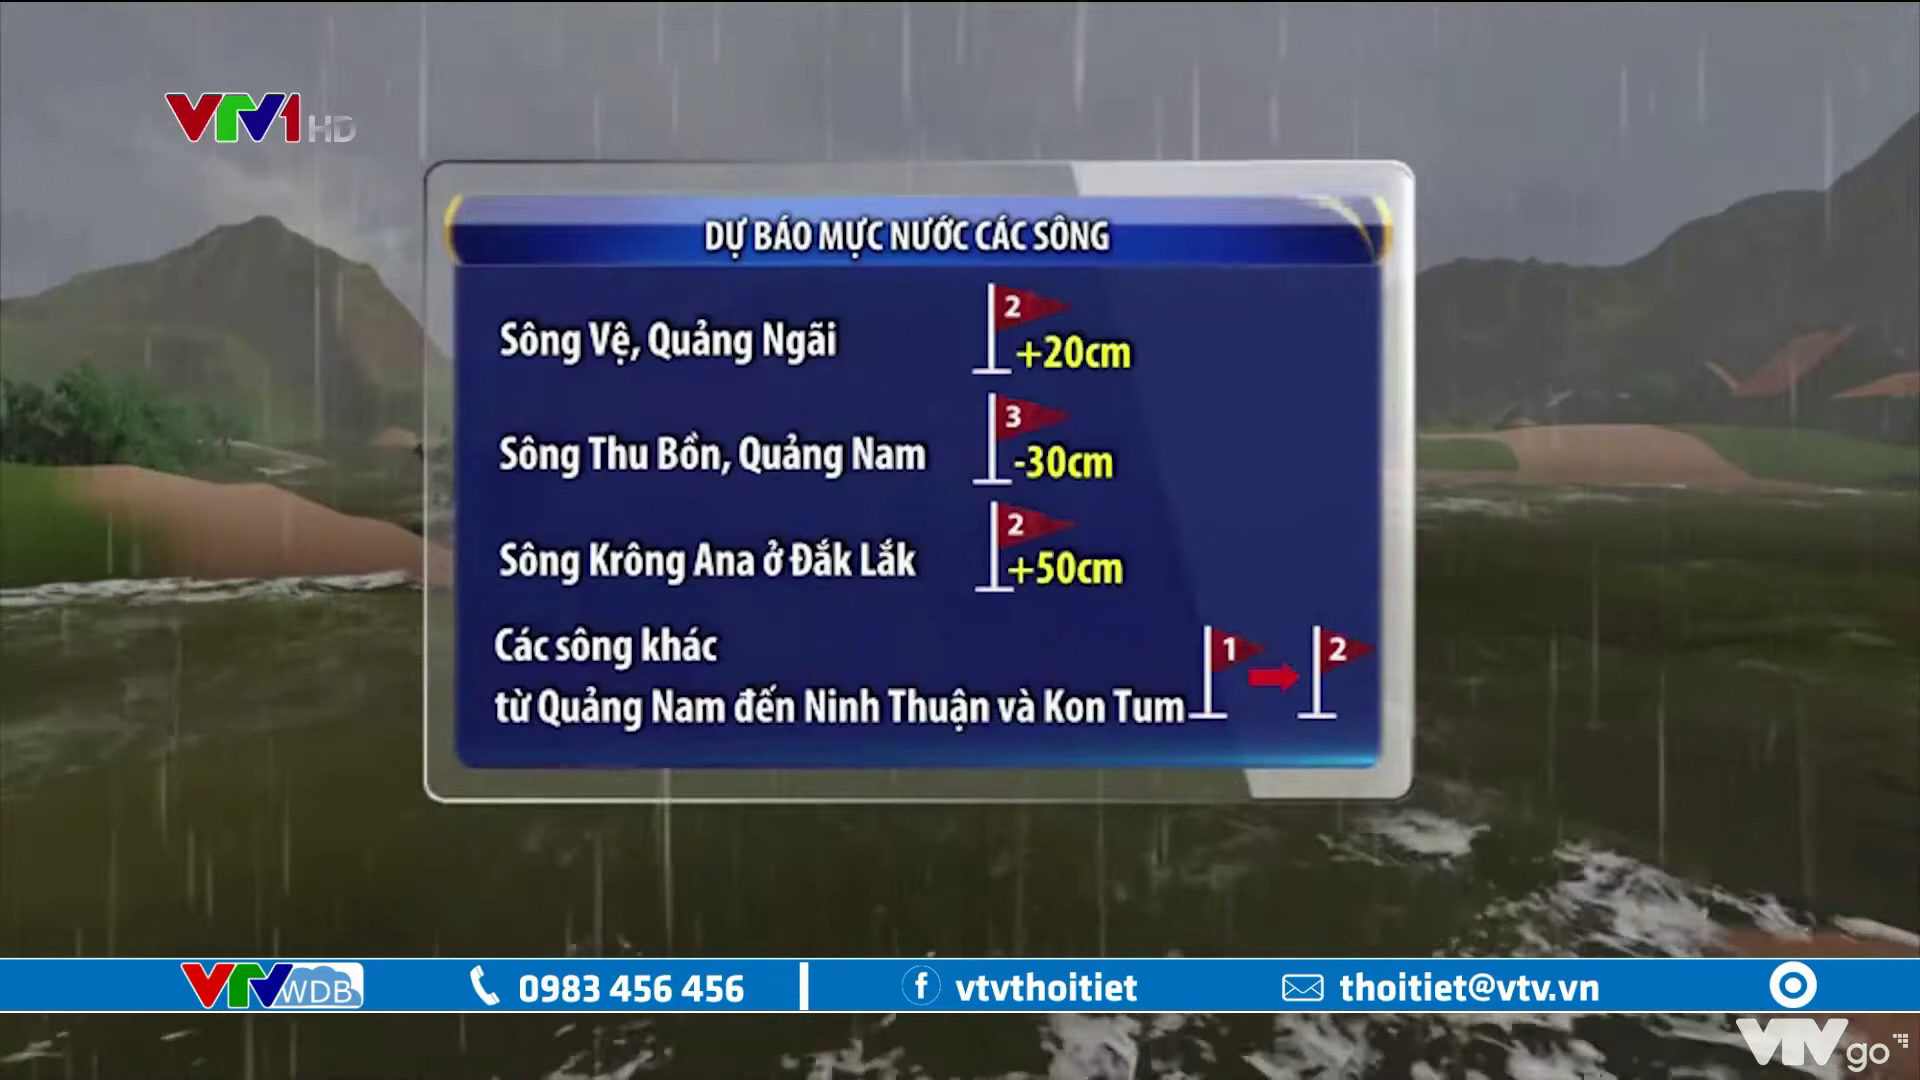 VTV1 HD
DỰ BÁO MỰC NƯỚC CÁC SÔNG
Sông Vệ, Quảng Ngãi
2
+20cm
Sông Thu Bồn, Quảng Nam
3
-30cm
Sông Krông Ana ở Đắk Lắk
2
+50cm
Các sông khác
từ Quảng Nam đến Ninh Thuận và Kon Tum
1
2
VTV WDB
0983 456 456
vtvthoitiet
thoitiet@vtv.vn
VTV go